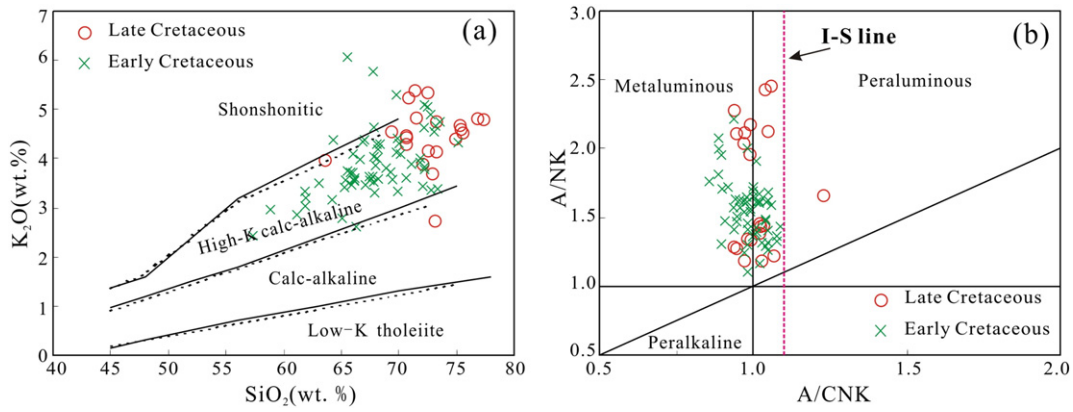 (a)
Late Cretaceous
Early Cretaceous
Shonshonitic
High-K calc-alkaline
Calc-alkaline
Low-K tholeiite
K₂O(wt.%)
7
6
5
4
3
2
1
0
40
45
50
55
60
65
70
75
80
SiO₂(wt. %)
(b)
I-S line
Metaluminous
Peraluminous
Peralkaline
Late Cretaceous
Early Cretaceous
A/NK
3.0
2.5
2.0
1.5
1.0
0.5
0.5
1.0
1.5
2.0
A/CNK